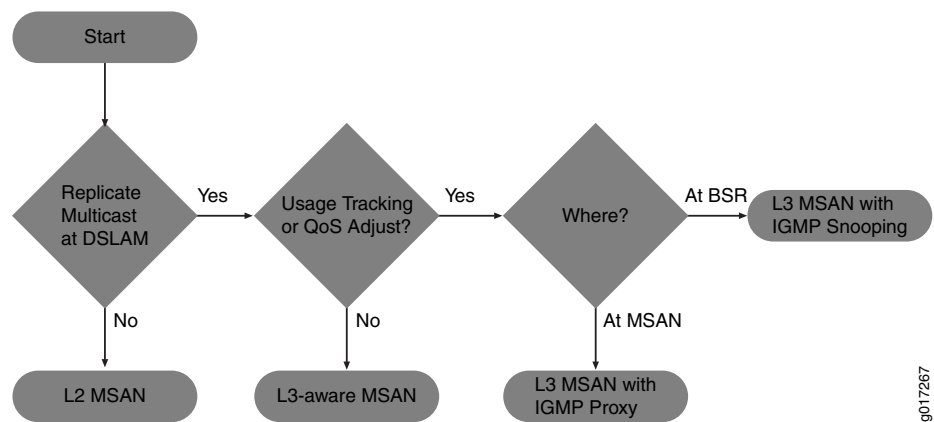 Start
Replicate
Multicast
at DSLAM
Yes
Usage Tracking
or QoS Adjust?
Yes
Where?
At BSR
L3 MSAN with
IGMP Snooping
No
No
At MSAN
L2 MSAN
L3-aware MSAN
L3 MSAN with
IGMP Proxy
g017267